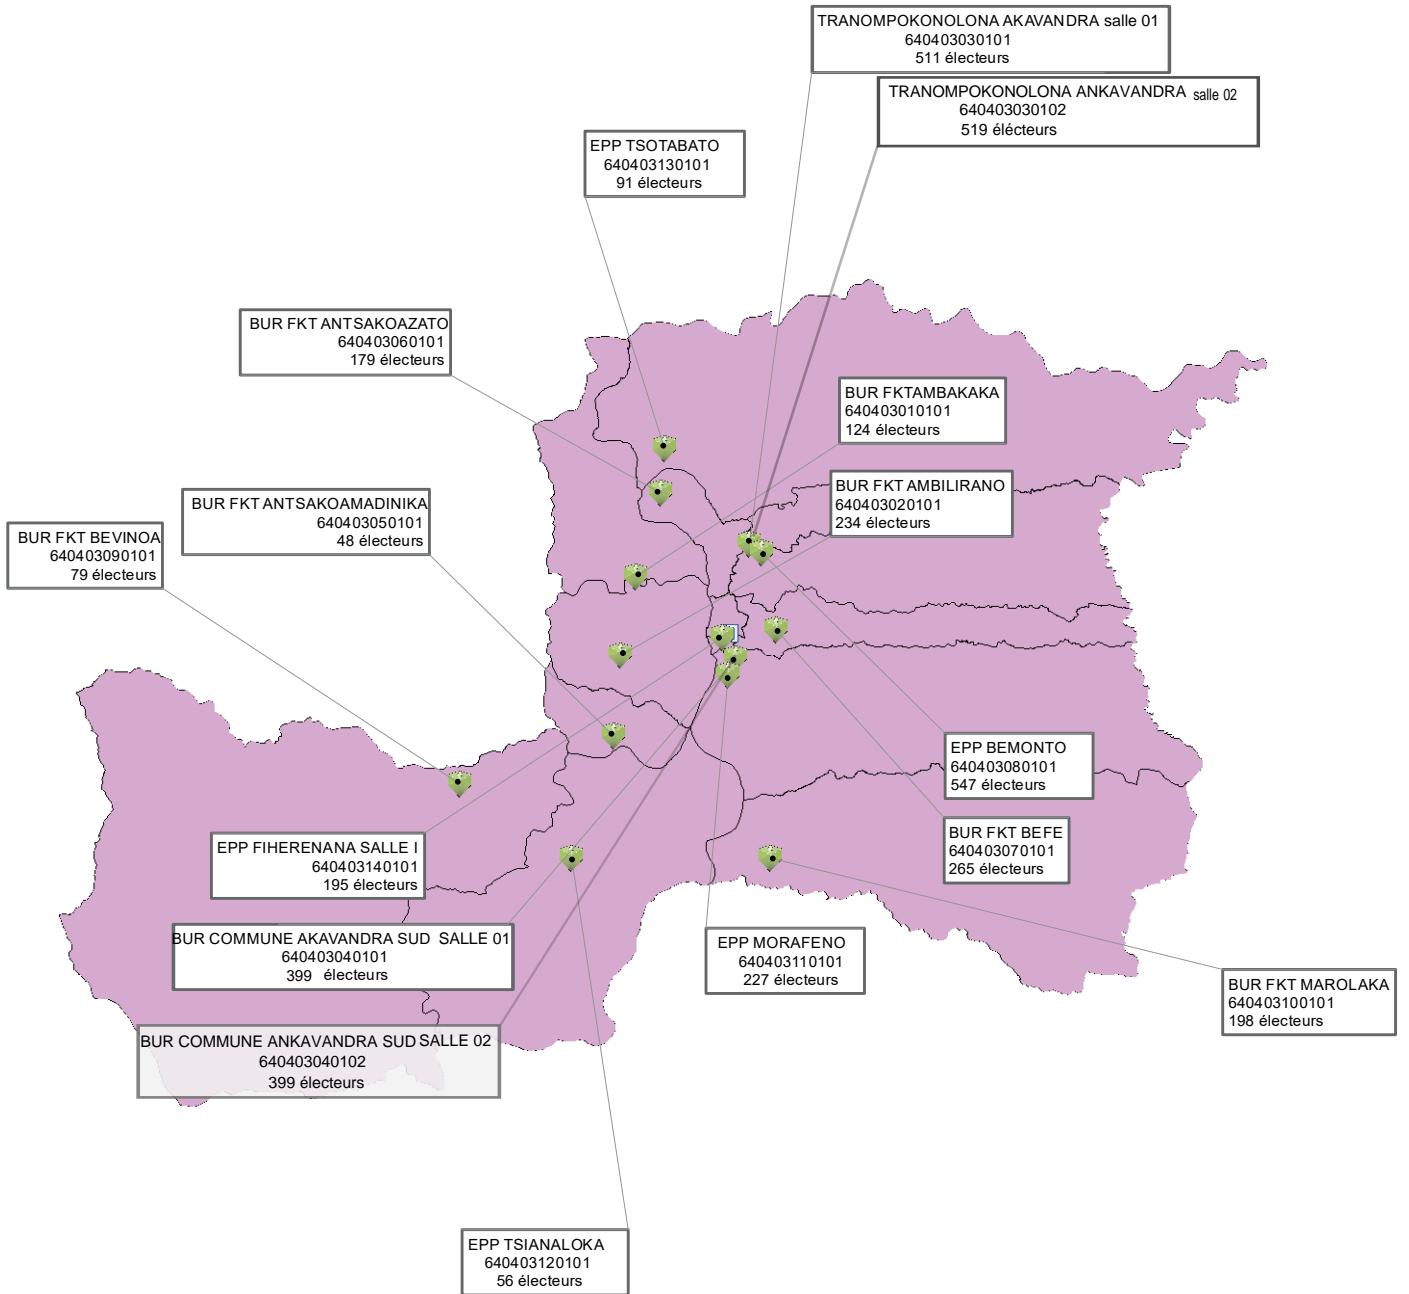 TRANOMPOKONOLONA AKAVANDRA salle 01
640403030101
511 électeurs
TRANOMPOKONOLONA ANKAVANDRA salle 02
640403030102
519 élécteurs
EPP TSOTABATO
640403130101
91 électeurs
BUR FKT ANTSAKOAZATO
640403060101
179 électeurs
BUR FKTAMBAKAKA
640403010101
124 électeurs
BUR FKT AMBILIRANO
640403020101
234 électeurs
BUR FKT ANTSAKOAMADINIKA
640403050101
48 électeurs
BUR FKT BEVINOA
640403090101
79 électeurs
EPP BEMONTO
640403080101
547 électeurs
BUR FKT BEFE
640403070101
265 électeurs
EPP FIHERENANA SALLE I
640403140101
195 électeurs
BUR COMMUNE AKAVANDRA SUD SALLE 01
640403040101
399 électeurs
EPP MORAFENO
640403110101
227 électeurs
BUR FKT MAROLAKA
640403100101
198 électeurs
BUR COMMUNE ANKAVANDRA SUD SALLE 02
640403040102
399 électeurs
EPP TSIANALOKA
640403120101
56 électeurs